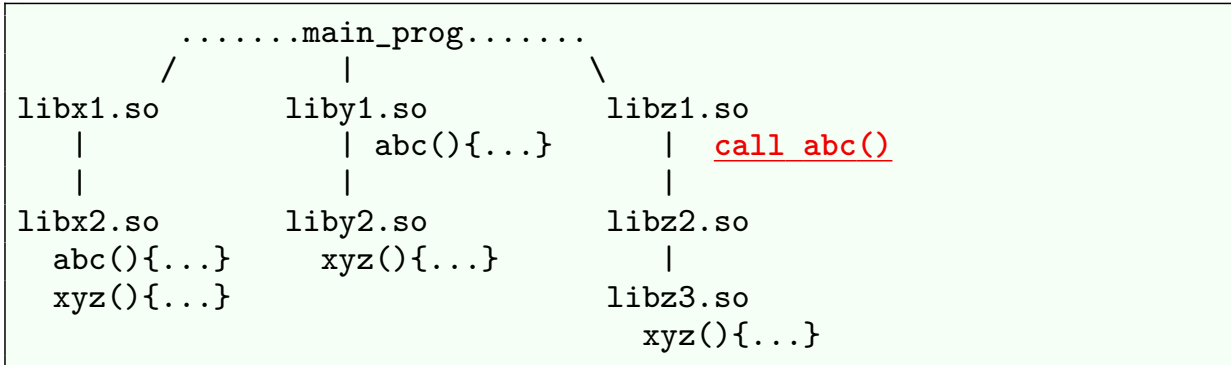 .......main_prog.......
/ | \
libx1.so liby1.so libz1.so
| | abc(){...} | call abc()
| | |
libx2.so liby2.so libz2.so
abc(){...} xyz(){...} |
xyz(){...} libz3.so
xyz(){...}